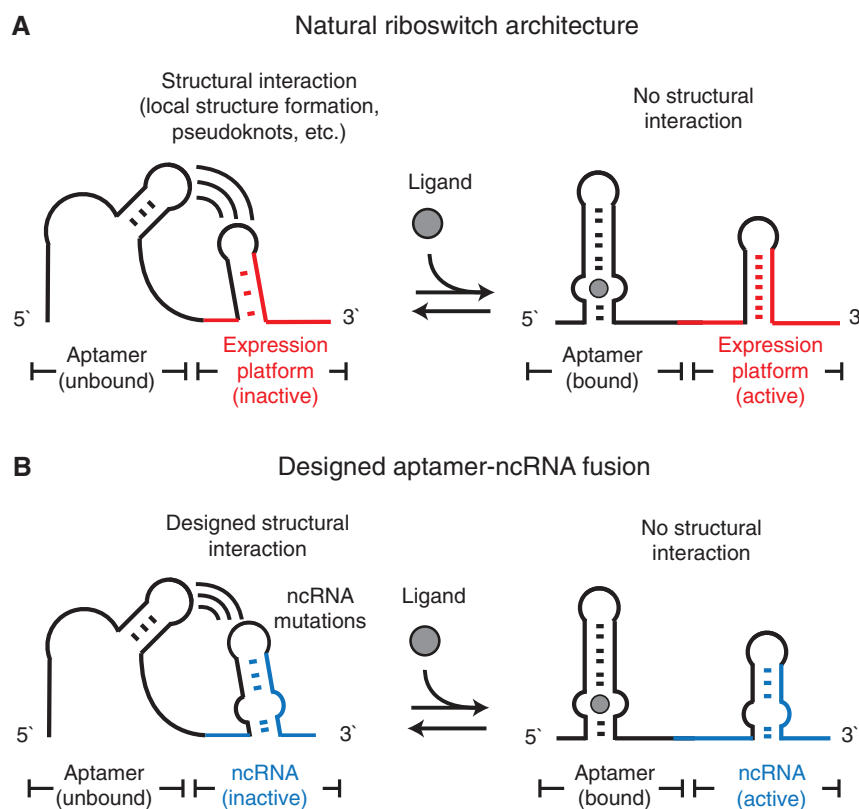 A
Natural riboswitch architecture
Structural interaction
(local structure formation,
pseudoknots, etc.)
No structural
interaction
Ligand
5`
3`
5`
3`
Aptamer
(unbound)
Expression
platform
(inactive)
Aptamer
(bound)
Expression
platform
(active)
B
Designed aptamer-ncRNA fusion
Designed structural
interaction
No structural
interaction
ncRNA
mutations
Ligand
5`
3`
5`
3`
Aptamer
(unbound)
ncRNA
(inactive)
Aptamer
(bound)
ncRNA
(active)